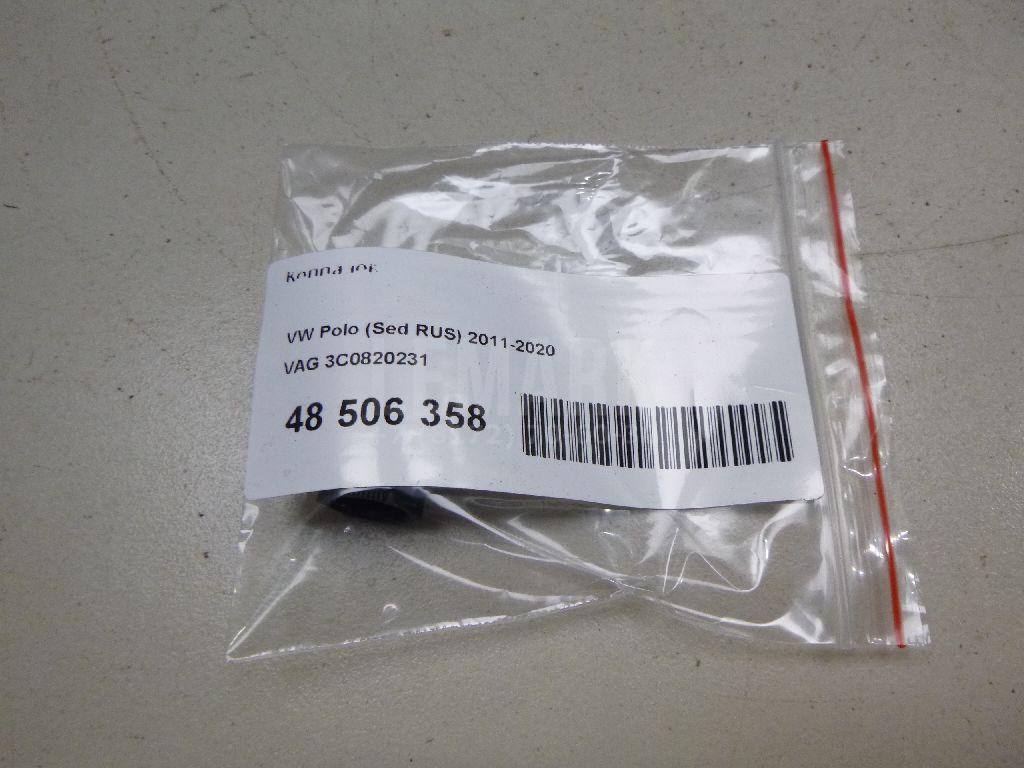 VW Polo (Sed RUS) 2011-2020
VAG 3C0820231
48 506 358